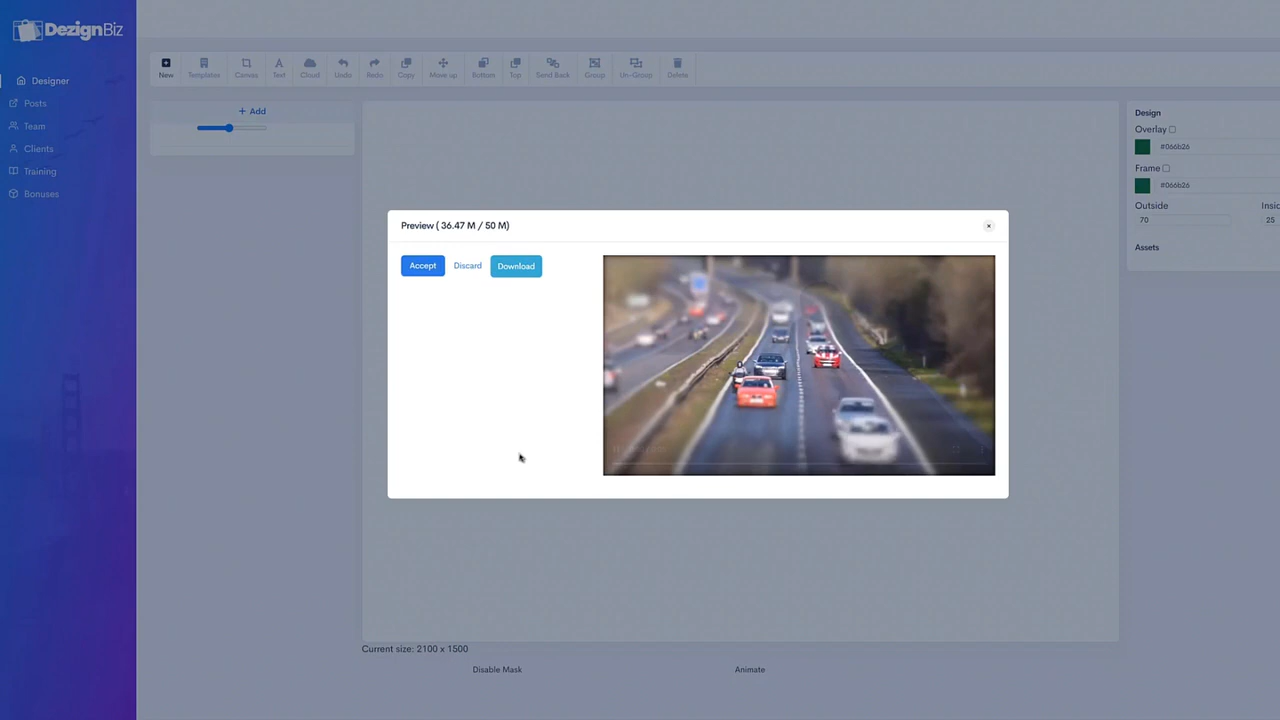 DezignBiz
Designer
Posts
Team
Clients
Training
Bonuses
New
Templates
Canvas
Text
Cloud
Undo
Redo
Copy
Move up
Bottom
Top
Send Back
Group
Un-Group
Delete
+ Add
Design
Overlay
#066b26
Frame
#066b26
Outside
Insic
70
25
Assets
Preview ( 36.47 M / 50 M)
×
Accept
Discard
Download
Current size: 2100 x 1500
Disable Mask
Animate